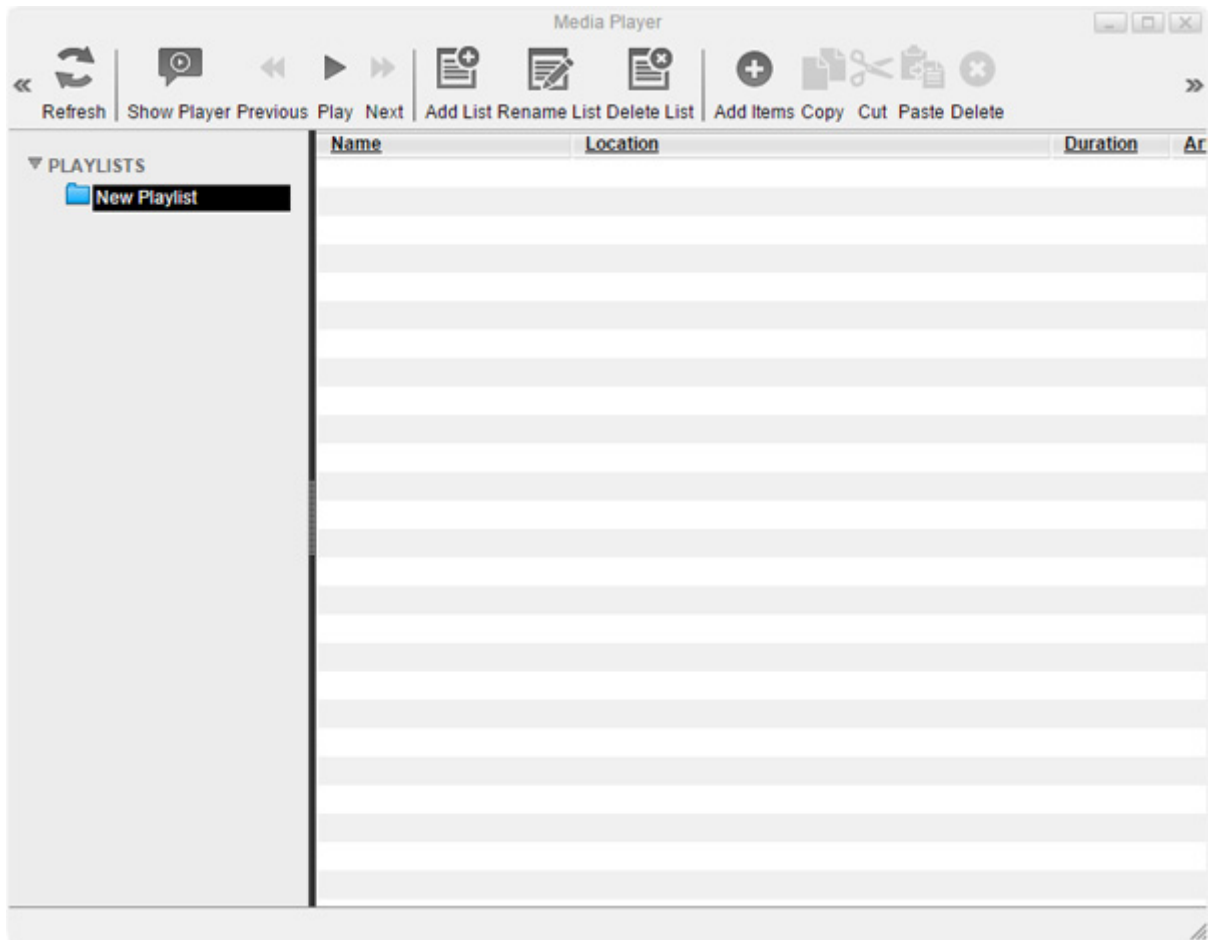 Media Player
Refresh Show Player Previous Play Next Add List Rename List Delete List Add Items Copy Cut Paste Delete
Name Location Duration Ar
PLAYLISTS
New Playlist